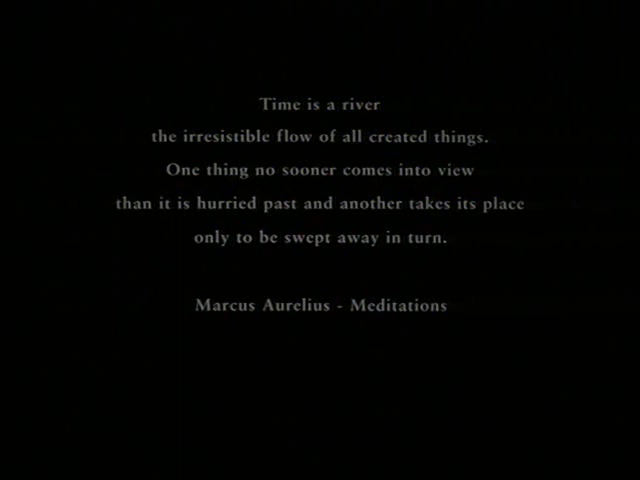 Time is a river
the irresistible flow of all created things.
One thing no sooner comes into view
than it is hurried past and another takes its place
only to be swept away in turn.
Marcus Aurelius - Meditations